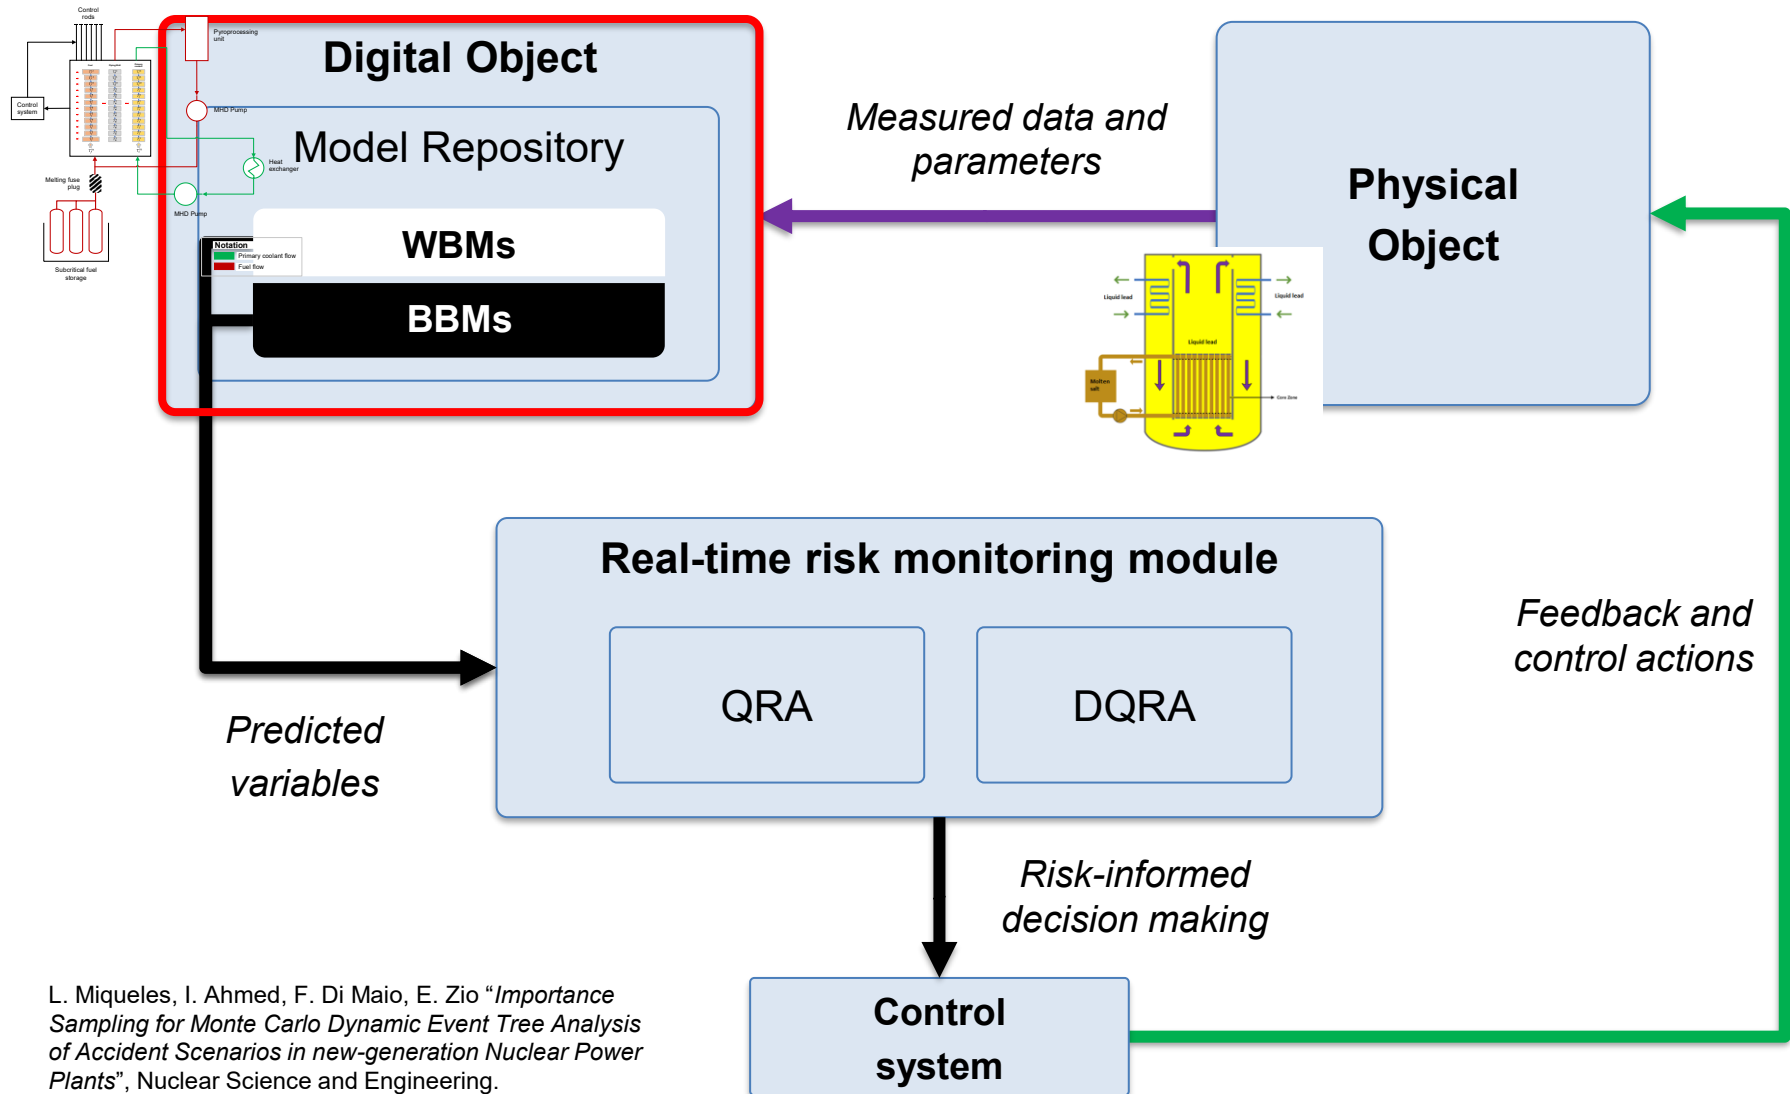 Control
rods
Pyroprocessing
unit
Control
system
MHD Pump
Heat
exchanger
Melting fuse
plug
MHD Pump
Subcritical fuel
storage
Notation
Primary coolant flow
Fuel flow
Digital Object
Model Repository
WBMs
BBMs
Measured data and
parameters
Physical
Object
Liquid lead
Liquid lead
Liquid lead
Molten
salt
Core Zone
Real-time risk monitoring module
QRA
DQRA
Predicted
variables
Feedback and
control actions
Risk-informed
decision making
Control
system
L. Miqueles, I. Ahmed, F. Di Maio, E. Zio “Importance
Sampling for Monte Carlo Dynamic Event Tree Analysis
of Accident Scenarios in new-generation Nuclear Power
Plants”, Nuclear Science and Engineering.